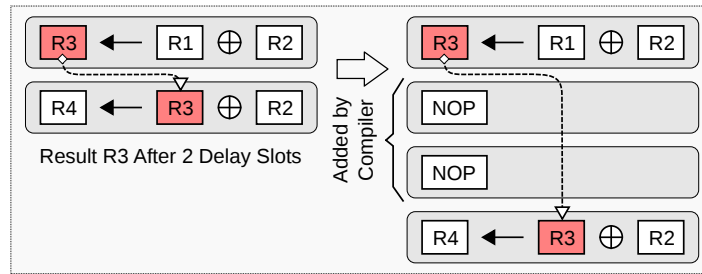 R3 R1 R2
R4 R3 R2
Result R3 After 2 Delay Slots
Added by
Compiler
R3 R1 R2
NOP
NOP
R4 R3 R2